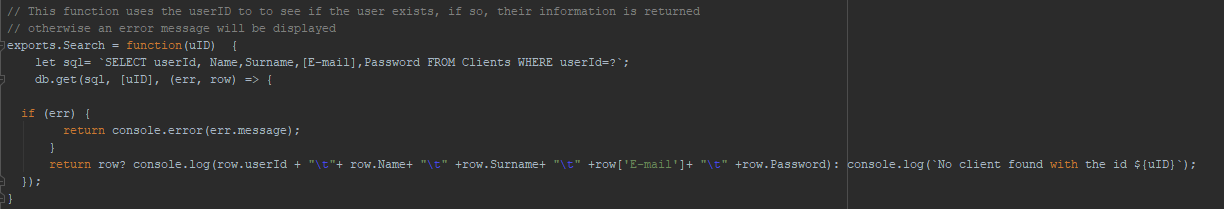 // This function uses the userID to to see if the user exists, if so, their information is returned
// otherwise an error message will be displayed
exports.Search = function(uID)  {
    let sql= `SELECT userId, Name,Surname,[E-mail],Password FROM Clients WHERE userId=?`;
    db.get(sql, [uID], (err, row) => {
  if (err) {
        return console.error(err.message);
      }
      return row? console.log(row.userId + "\t"+ row.Name+ "\t" +row.Surname+ "\t" +row['E-mail']+ "\t" +row.Password): console.log(`No client found with the id ${uID}`);
  });
}